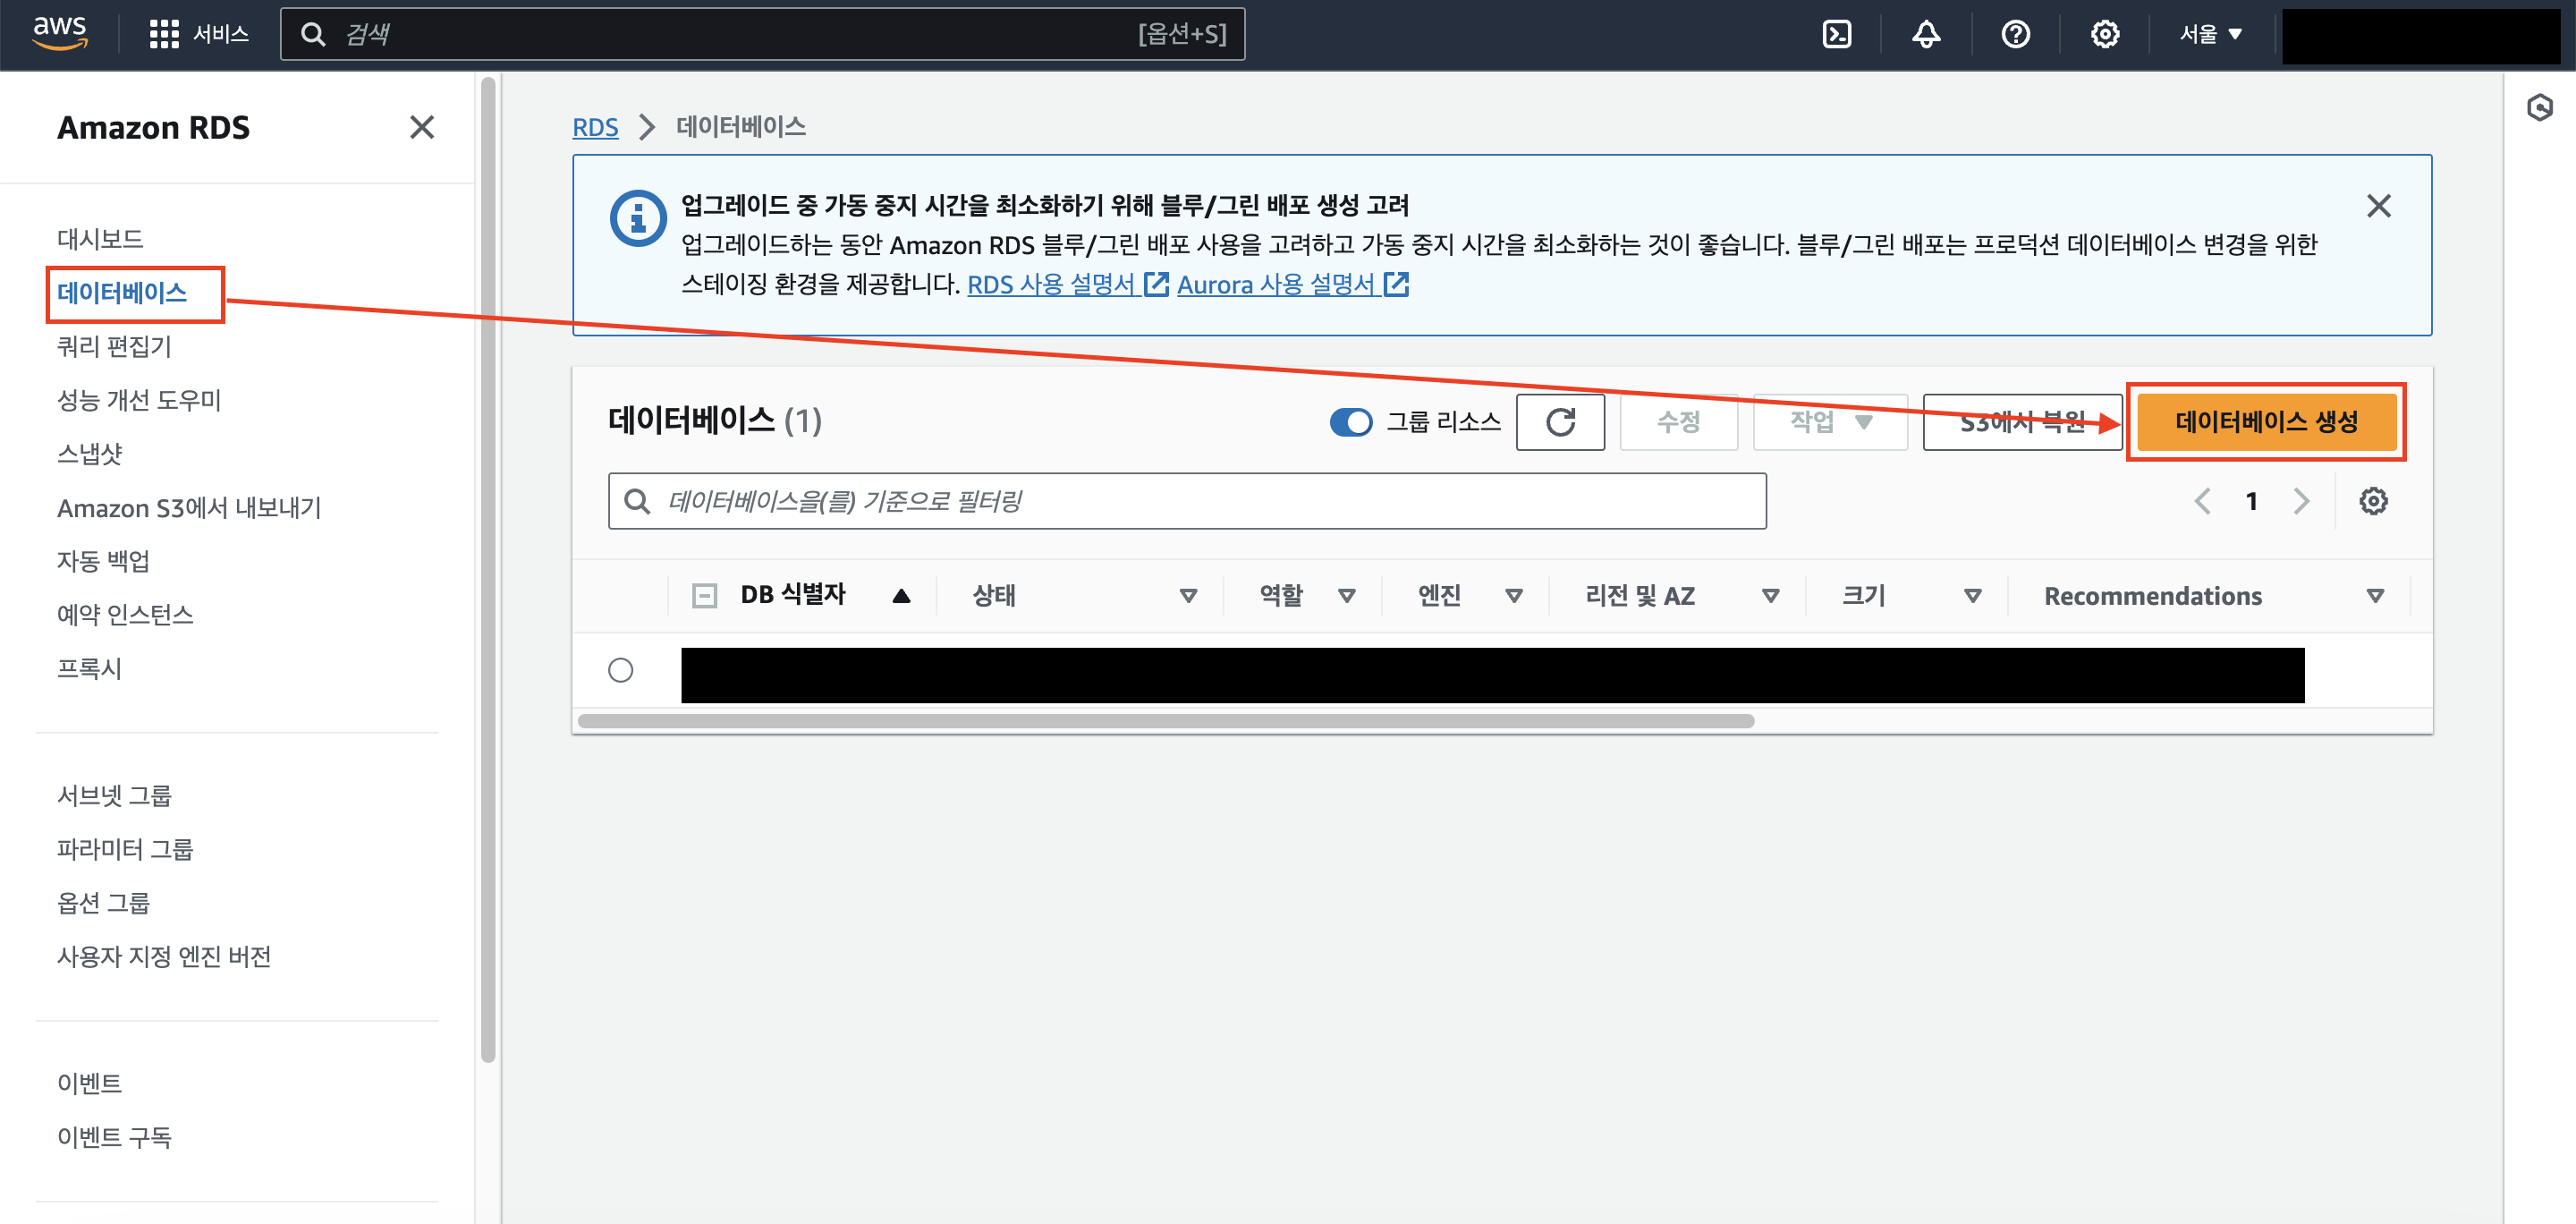 aws
서비스
검색
[옵션+S]
서울
Amazon RDS
대시보드
데이터베이스
쿼리 편집기
성능 개선 도우미
스냅샷
Amazon S3에서 내보내기
자동 백업
예약 인스턴스
프록시
서브넷 그룹
파라미터 그룹
옵션 그룹
사용자 지정 엔진 버전
이벤트
이벤트 구독
RDS > 데이터베이스
업그레이드 중 가동 중지 시간을 최소화하기 위해 블루/그린 배포 생성 고려
업그레이드하는 동안 Amazon RDS 블루/그린 배포 사용을 고려하고 가동 중지 시간을 최소화하는 것이 좋습니다. 블루/그린 배포는 프로덕션 데이터베이스 변경을 위한
스테이징 환경을 제공합니다. RDS 사용 설명서 Aurora 사용 설명서
데이터베이스 (1)
그룹 리소스
수정
작업
S3에서 복원
데이터베이스 생성
데이터베이스을(를) 기준으로 필터링
1
DB 식별자
상태
역할
엔진
리전 및 AZ
크기
Recommendations